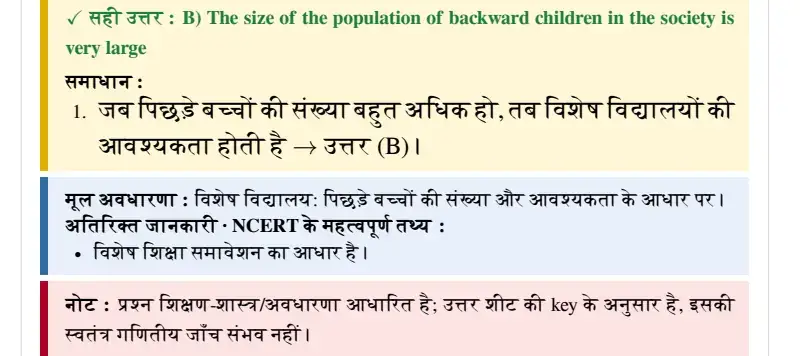 ✓ सही उत्तर : B) The size of the population of backward children in the society is
very large
समाधान :
1. जब पिछड़े बच्चों की संख्या बहुत अधिक हो, तब विशेष विद्यालयों की
आवश्यकता होती है → उत्तर (B)।
मूल अवधारणा : विशेष विद्यालय: पिछड़े बच्चों की संख्या और आवश्यकता के आधार पर।
अतिरिक्त जानकारी · NCERT के महत्वपूर्ण तथ्य :
• विशेष शिक्षा समावेशन का आधार है।
नोट : प्रश्न शिक्षण-शास्त्र/अवधारणा आधारित है; उत्तर शीट की key के अनुसार है, इसकी
स्वतंत्र गणितीय जाँच संभव नहीं।